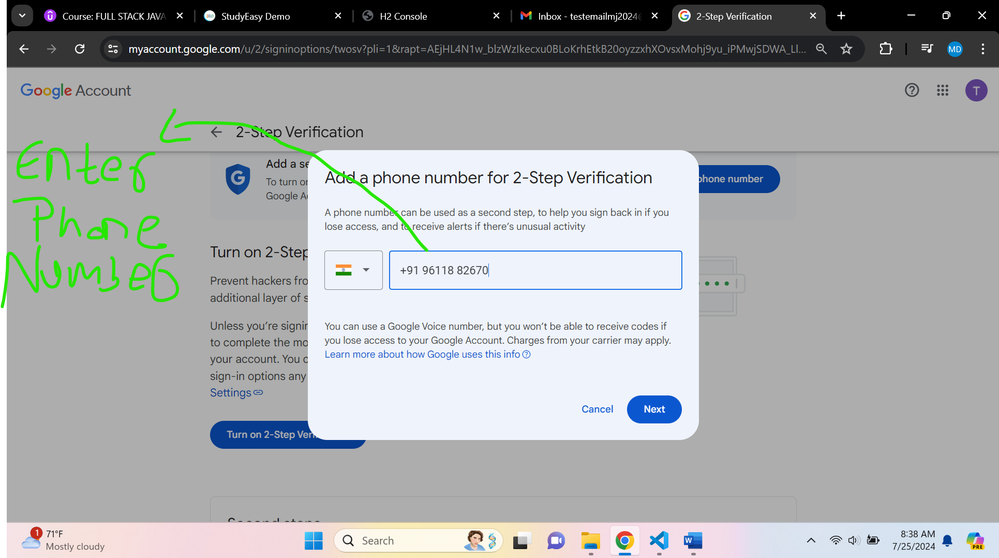 Course: FULL STACK JAVA
StudyEasy Demo
H2 Console
Inbox - testemailmj2024@
2-Step Verification
myaccount.google.com/u/2/signinoptions/twosv?pli=1&rapt=AEjHL4N1w_blzWzIkecxu0BLoKrhEtkB20oyzzxhXOvsxMohj9yu_iPMwjSDWA_Ll...
MD
Google Account
T
2-Step Verification
Enter
Phone
Number
Add a se
To turn or
Google Ac
phone number
Add a phone number for 2-Step Verification
A phone number can be used as a second step, to help you sign back in if you
lose access, and to receive alerts if there's unusual activity
+91 96118 82670
You can use a Google Voice number, but you won't be able to receive codes if
you lose access to your Google Account. Charges from your carrier may apply.
Learn more about how Google uses this info
Cancel
Next
Turn on 2-Step
Prevent hackers fro
additional layer of s
Unless you're signin
to complete the mo
your account. You c
sign-in options any
Settings
Turn on 2-Step Veri
Second steps
1
71°F
Mostly cloudy
Search
8:38 AM
7/25/2024
PRE